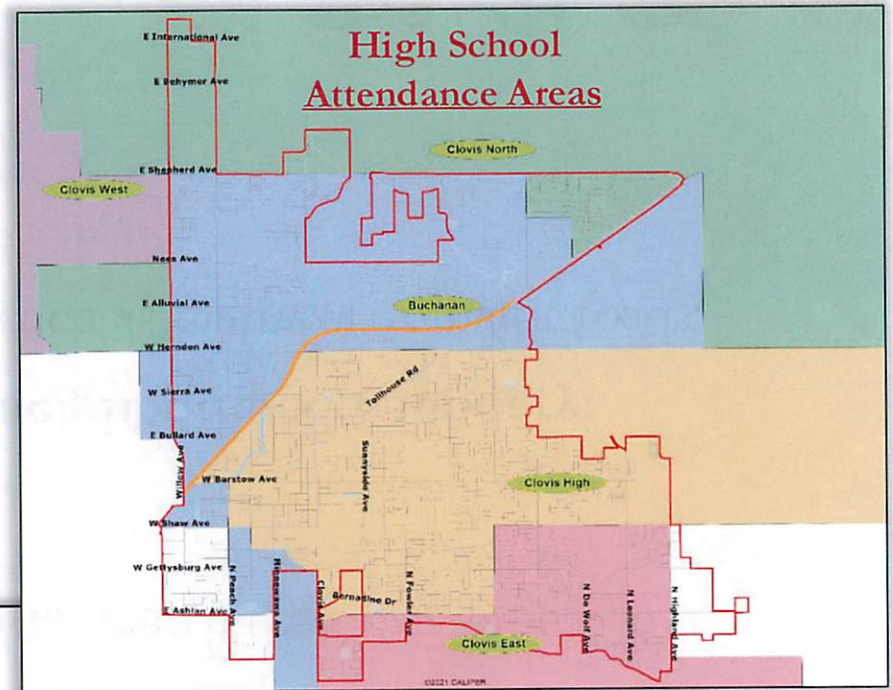 High School
Attendance Areas
E International Ave
E Behymer Ave
Clovis North
E Shepherd Ave
Clovis West
Nees Ave
E Alluvial Ave
Buchanan
W Herndon Ave
Tollhouse Rd
W Sierra Ave
E Bullard Ave
Willow Ave
Sunnyside Ave
W Barstow Ave
Clovis High
W Shaw Ave
W Gettysburg Ave
N Peach Ave
Minnewawa Ave
Clovis Ave
Bernadine Dr
N Fowler Ave
N De Wolf Ave
N Leonard Ave
N Highland Ave
E Ashlan Ave
Clovis East
©2021 CALIPER